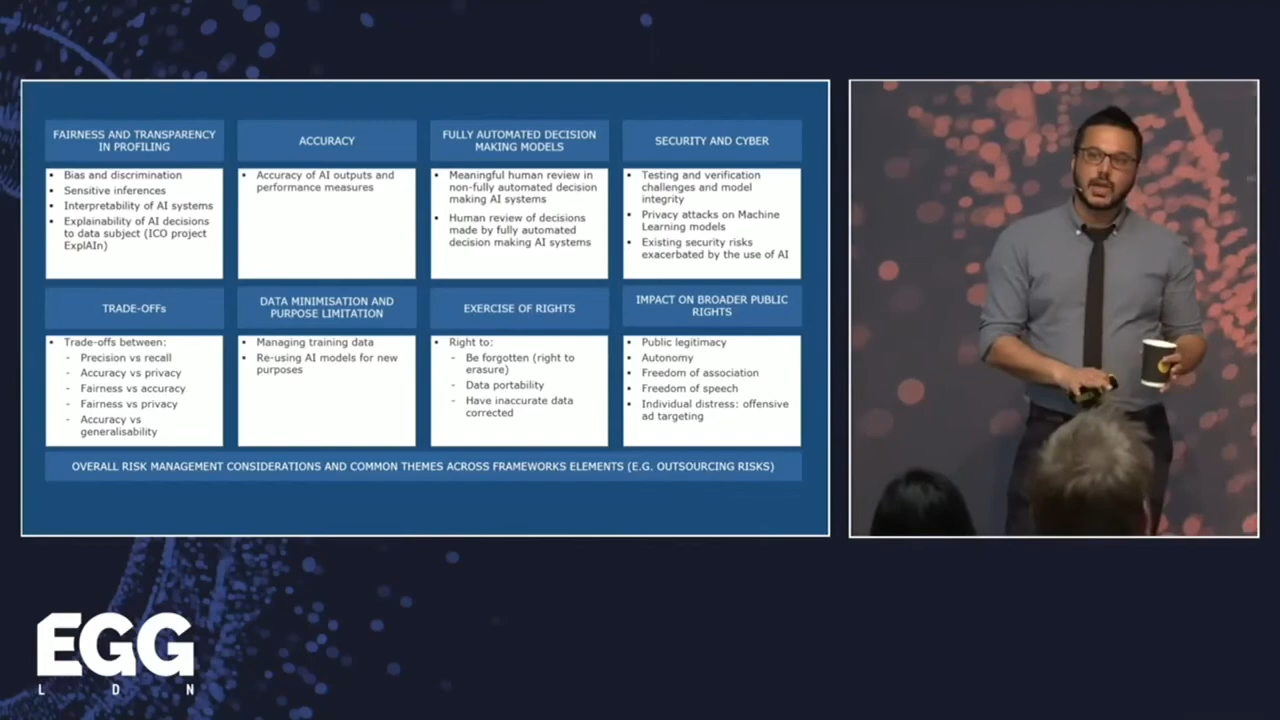 FAIRNESS AND TRANSPARENCY
IN PROFILING
• Bias and discrimination
• Sensitive inferences
• Interpretability of AI systems
• Explainability of AI decisions
to data subject (ICO project
ExplAIn)
ACCURACY
• Accuracy of AI outputs and
performance measures
FULLY AUTOMATED DECISION
MAKING MODELS
• Meaningful human review in
non-fully automated decision
making AI systems
• Human review of decisions
made by fully automated
decision making AI systems
SECURITY AND CYBER
• Testing and verification
challenges and model
integrity
• Privacy attacks on Machine
Learning models
• Existing security risks
exacerbated by the use of AI
TRADE-OFFs
• Trade-offs between:
- Precision vs recall
- Accuracy vs privacy
- Fairness vs accuracy
- Fairness vs privacy
- Accuracy vs
generalisability
DATA MINIMISATION AND
PURPOSE LIMITATION
• Managing training data
• Re-using AI models for new
purposes
EXERCISE OF RIGHTS
• Right to:
- Be forgotten (right to
erasure)
- Data portability
- Have inaccurate data
corrected
IMPACT ON BROADER PUBLIC
RIGHTS
• Public legitimacy
• Autonomy
• Freedom of association
• Freedom of speech
• Individual distress: offensive
ad targeting
OVERALL RISK MANAGEMENT CONSIDERATIONS AND COMMON THEMES ACROSS FRAMEWORKS ELEMENTS (E.G. OUTSOURCING RISKS)
EGG
L D N